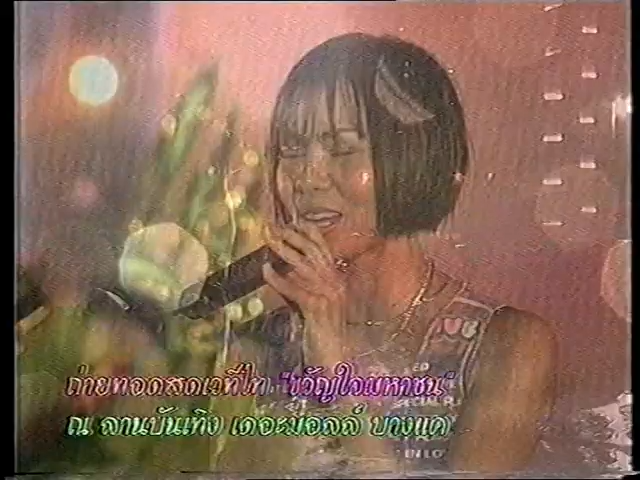 ถ่ายทอดสดเวทีไท "ขวัญใจมหาชน"
ณ ลานบันเทิง เดอะมอลล์ บางแค